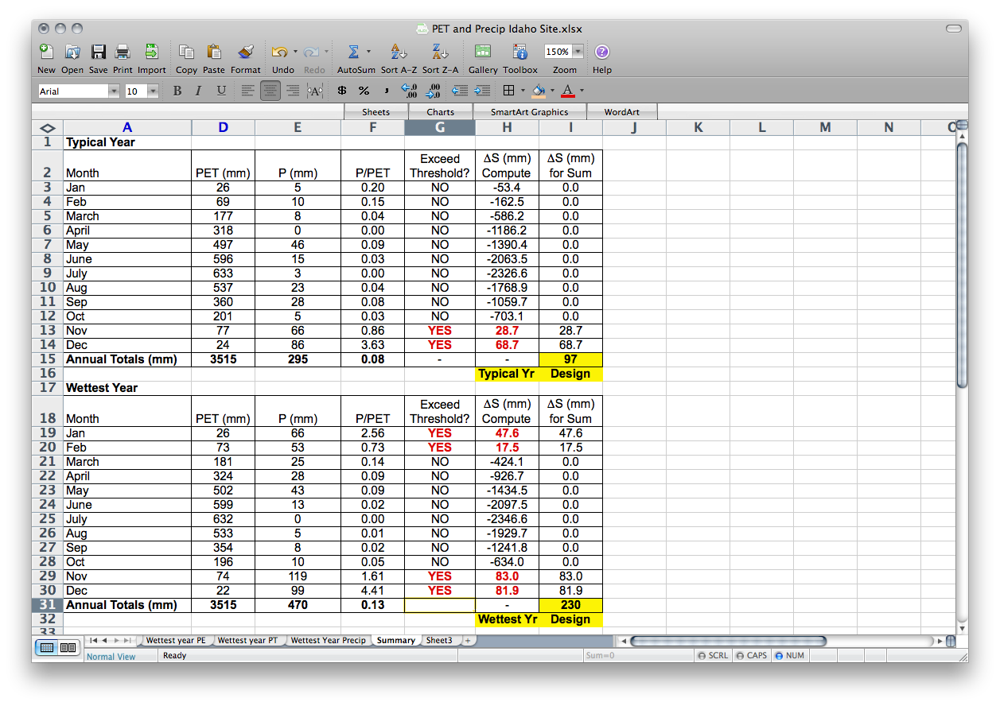 PET and Precip Idaho Site.xlsx
150%
New Open Save Print Import Copy Paste Format Undo Redo AutoSum Sort A-Z Sort Z-A Gallery Toolbox Zoom Help
Arial 10 B I U A $ % , .0 .00 .00 .0 A
Sheets Charts SmartArt Graphics WordArt
A D E F G H I J K L M N O
1 Typical Year
2 Month PET (mm) P (mm) P/PET Exceed Threshold? ΔS (mm) Compute ΔS (mm) for Sum
3 Jan 26 5 0.20 NO -53.4 0.0
4 Feb 69 10 0.15 NO -162.5 0.0
5 March 177 8 0.04 NO -586.2 0.0
6 April 318 0 0.00 NO -1186.2 0.0
7 May 497 46 0.09 NO -1390.4 0.0
8 June 596 15 0.03 NO -2063.5 0.0
9 July 633 3 0.00 NO -2326.6 0.0
10 Aug 537 23 0.04 NO -1768.9 0.0
11 Sep 360 28 0.08 NO -1059.7 0.0
12 Oct 201 5 0.03 NO -703.1 0.0
13 Nov 77 66 0.86 YES 28.7 28.7
14 Dec 24 86 3.63 YES 68.7 68.7
15 Annual Totals (mm) 3515 295 0.08 - - 97
16 Typical Yr Design
17 Wettest Year
18 Month PET (mm) P (mm) P/PET Exceed Threshold? ΔS (mm) Compute ΔS (mm) for Sum
19 Jan 26 66 2.56 YES 47.6 47.6
20 Feb 73 53 0.73 YES 17.5 17.5
21 March 181 25 0.14 NO -424.1 0.0
22 April 324 28 0.09 NO -926.7 0.0
23 May 502 43 0.09 NO -1434.5 0.0
24 June 599 13 0.02 NO -2097.5 0.0
25 July 632 0 0.00 NO -2346.6 0.0
26 Aug 533 5 0.01 NO -1929.7 0.0
27 Sep 354 8 0.02 NO -1241.8 0.0
28 Oct 196 10 0.05 NO -634.0 0.0
29 Nov 74 119 1.61 YES 83.0 83.0
30 Dec 22 99 4.41 YES 81.9 81.9
31 Annual Totals (mm) 3515 470 0.13 - 230
32 Wettest Yr Design
33
Wettest year PE Wettest year PT Wettest Year Precip Summary Sheet3 +
Normal View Ready Sum=0 SCRL CAPS NUM